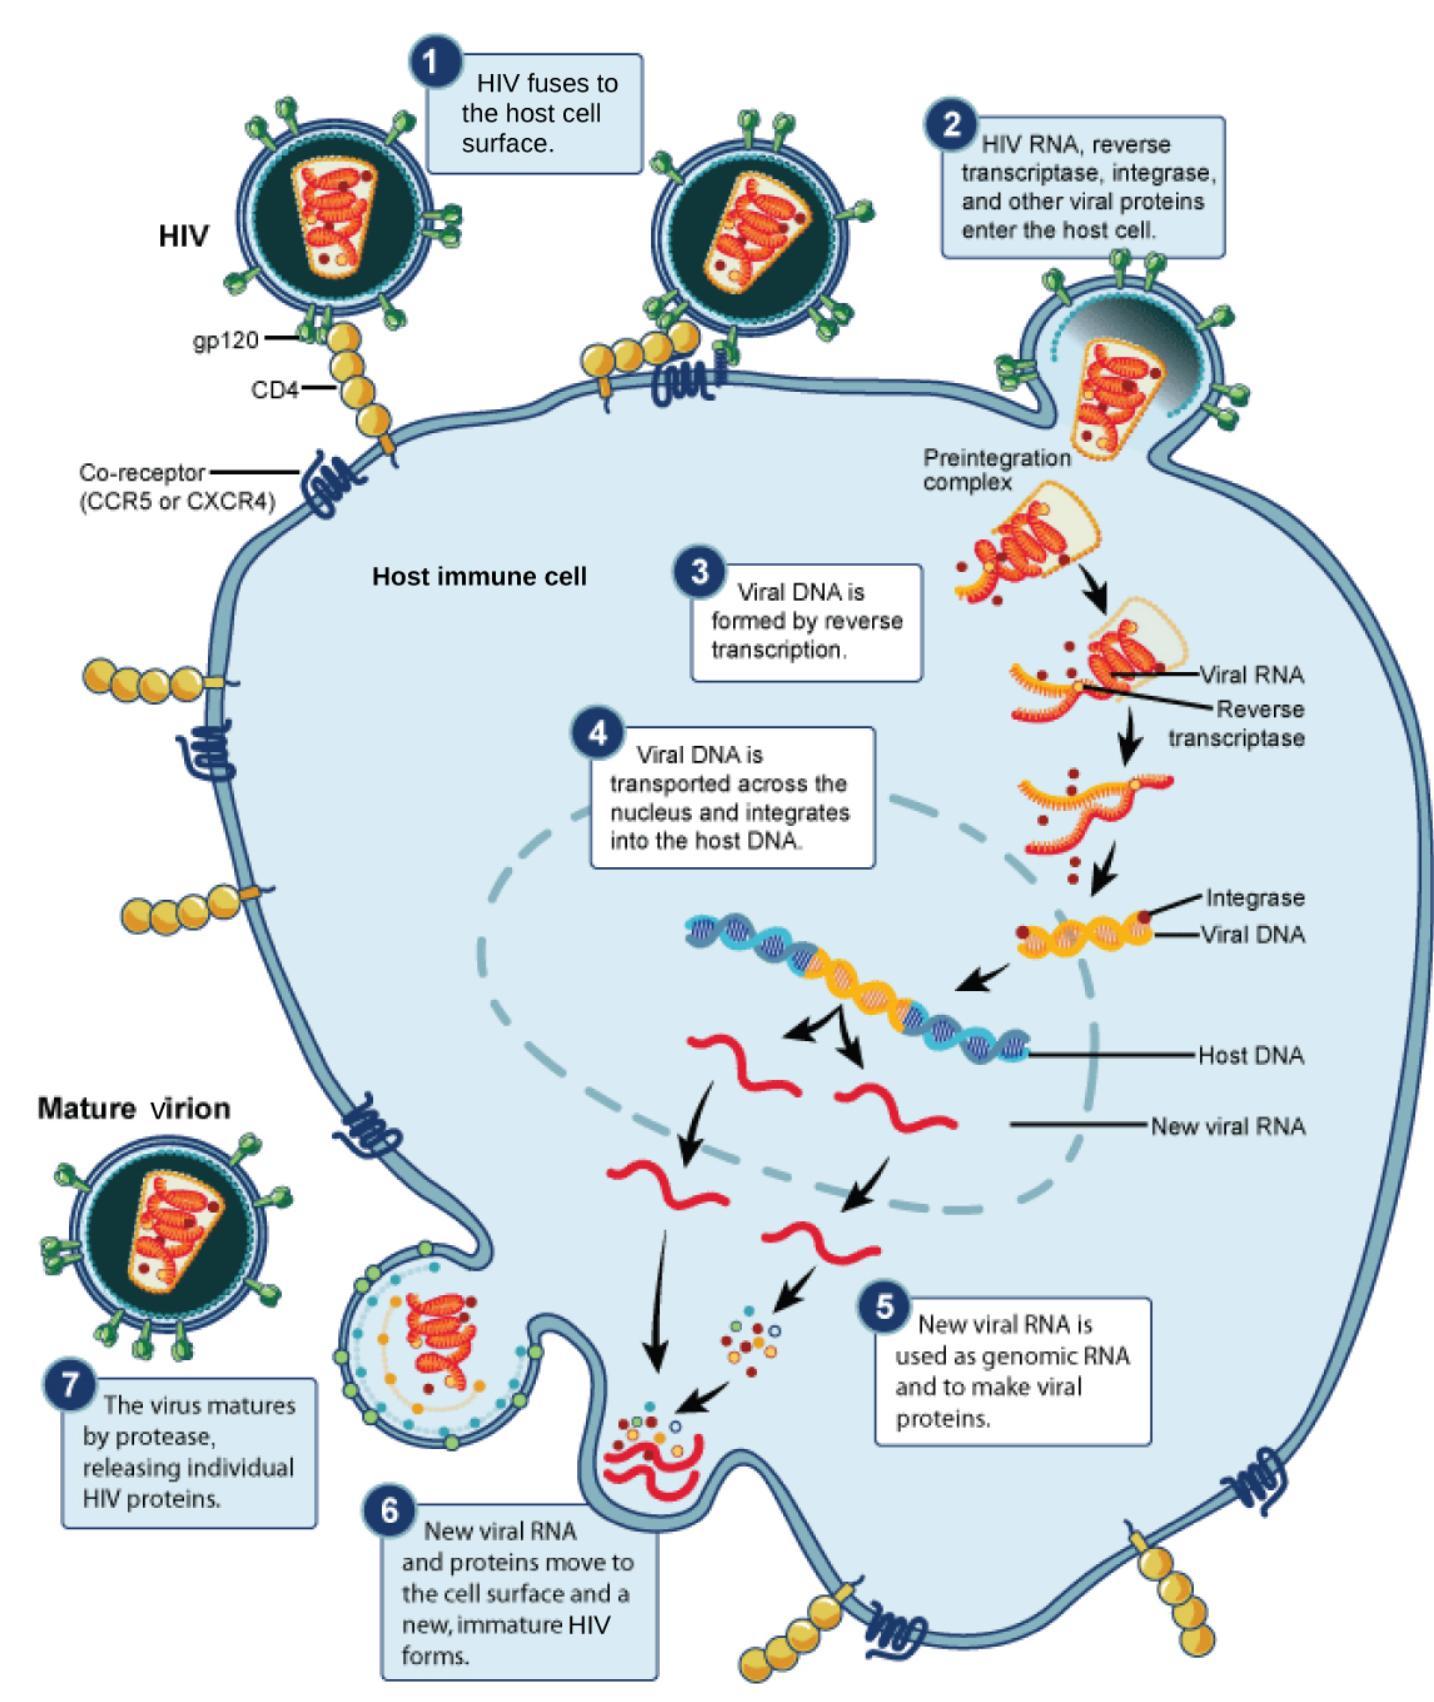 1
HIV fuses to
the host cell
surface.
2
HIV RNA, reverse
transcriptase, integrase,
and other viral proteins
enter the host cell.
HIV
gp120
CD4
Co-receptor
(CCR5 or CXCR4)
Preintegration
complex
Host immune cell
3
Viral DNA is
formed by reverse
transcription.
Viral RNA
Reverse
transcriptase
4
Viral DNA is
transported across the
nucleus and integrates
into the host DNA.
Integrase
Viral DNA
Host DNA
New viral RNA
Mature virion
5
New viral RNA is
used as genomic RNA
and to make viral
proteins.
7
The virus matures
by protease,
releasing individual
HIV proteins.
6
New viral RNA
and proteins move to
the cell surface and a
new, immature HIV
forms.